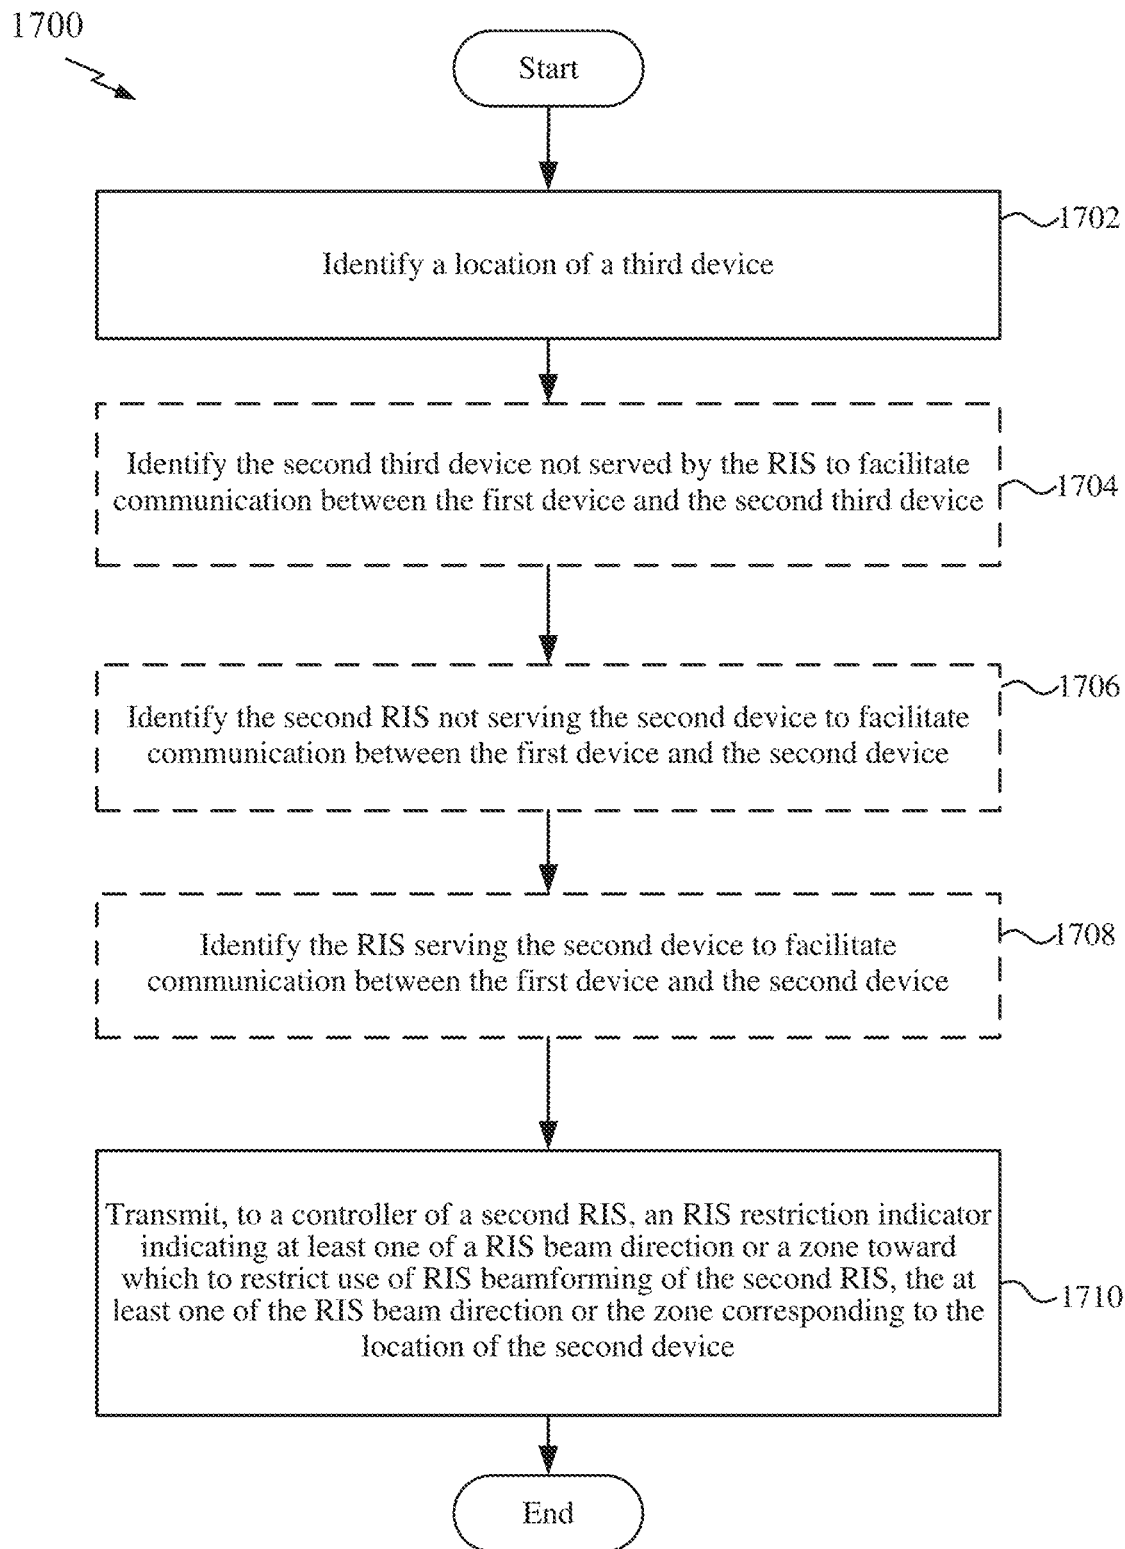 1700
Start
Identify a location of a third device
1702
Identify the second third device not served by the RIS to facilitate
communication between the first device and the second third device
1704
Identify the second RIS not serving the second device to facilitate
communication between the first device and the second device
1706
Identify the RIS serving the second device to facilitate
communication between the first device and the second device
1708
Transmit, to a controller of a second RIS, an RIS restriction indicator
indicating at least one of a RIS beam direction or a zone toward
which to restrict use of RIS beamforming of the second RIS, the at
least one of the RIS beam direction or the zone corresponding to the
location of the second device
1710
End